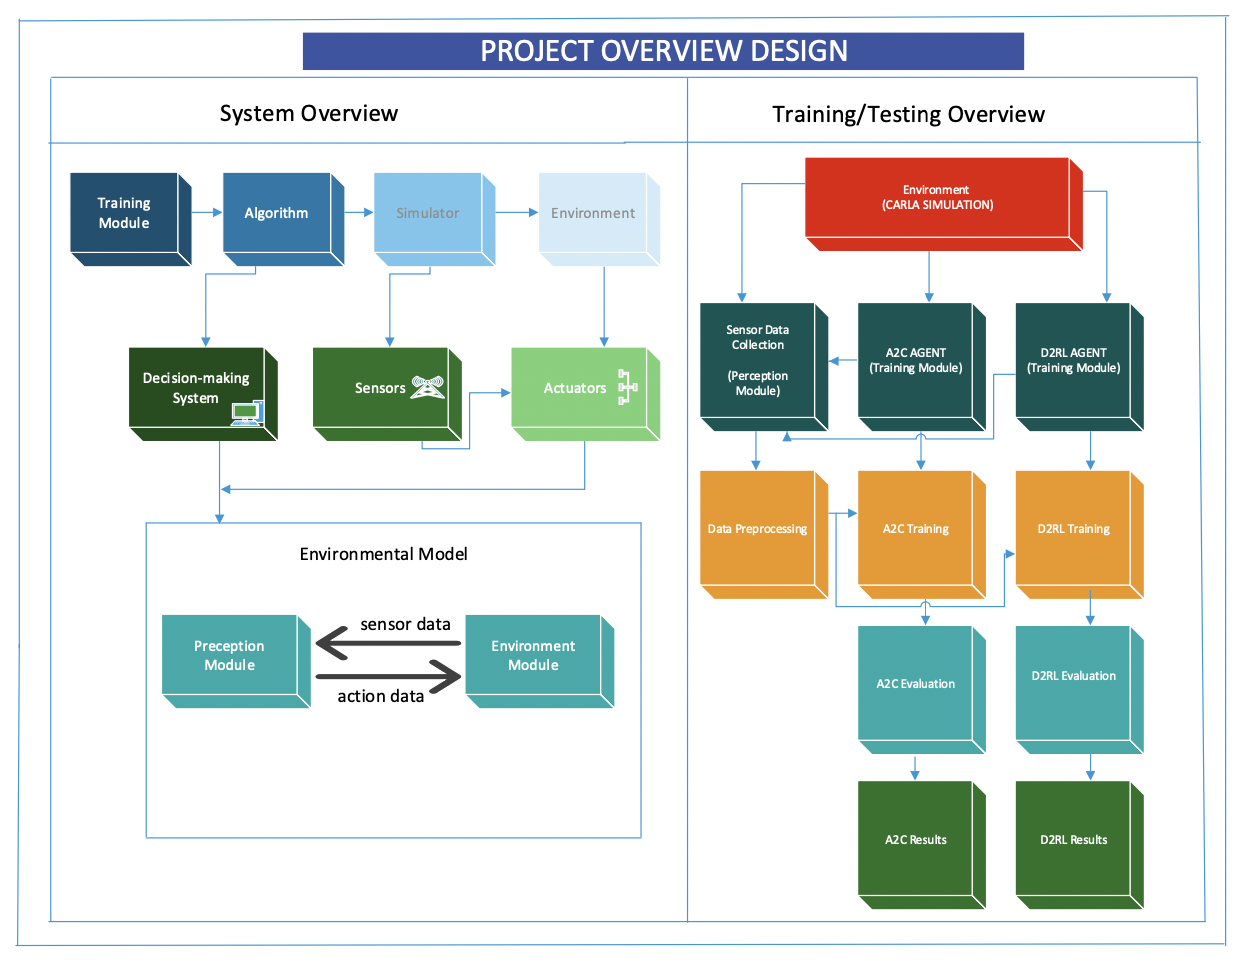 PROJECT OVERVIEW DESIGN
System Overview
Training
Module
Algorithm
Simulator
Environment
Decision-making
System
Sensors
Actuators
Environmental Model
Preception
Module
sensor data
action data
Environment
Module
Training/Testing Overview
Environment
(CARLA SIMULATION)
Sensor Data
Collection
(Perception
Module)
A2C AGENT
(Training Module)
D2RL AGENT
(Training Module)
Data Preprocessing
A2C Training
D2RL Training
A2C Evaluation
D2RL Evaluation
A2C Results
D2RL Results